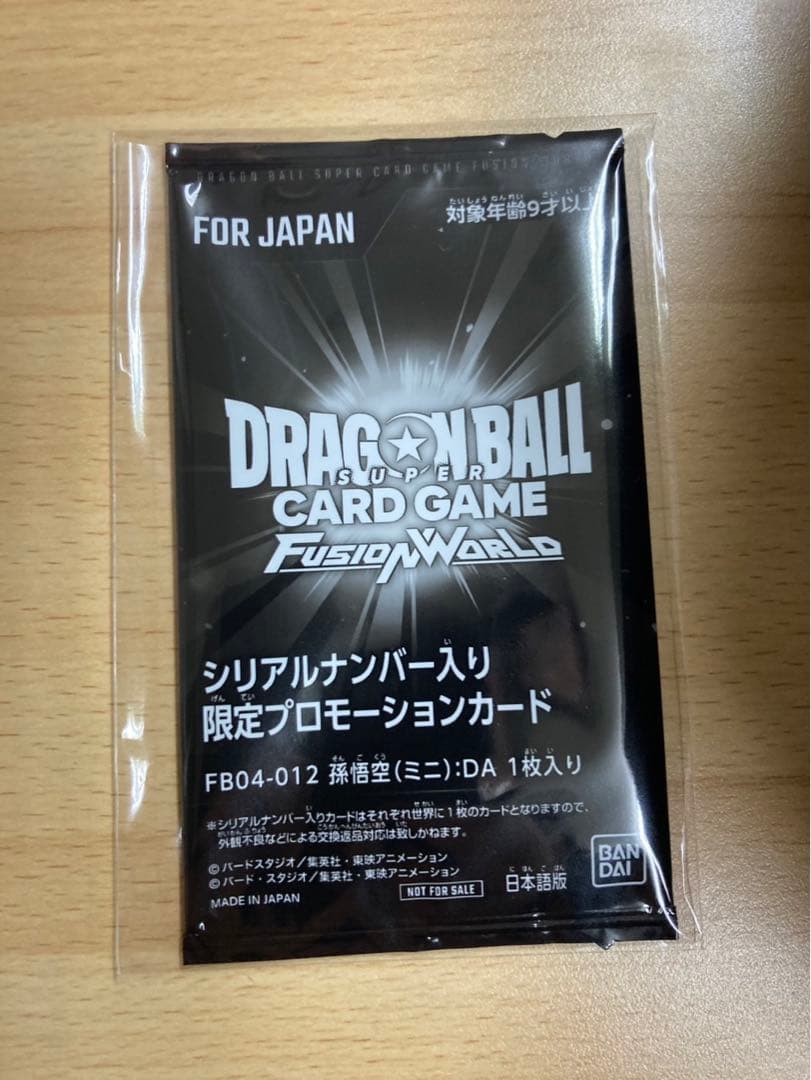 DRAGON BALL SUPER CARD GAME FUSION
FOR JAPAN
対象年齢9才以上
DRAGON BALL
SUPER
CARD GAME
FUSION WORLD
シリアルナンバー入り
限定プロモーションカード
FB04-012 孫悟空(ミニ):DA 1枚入り
※シリアルナンバー入りカードはそれぞれ世界に1枚のカードとなりますので、
外観不良などによる交換返品対応は致しかねます。
©バードスタジオ/集英社・東映アニメーション
©バード・スタジオ/集英社・東映アニメーション
MADE IN JAPAN
NOT FOR SALE
日本語版
BAN
DAI